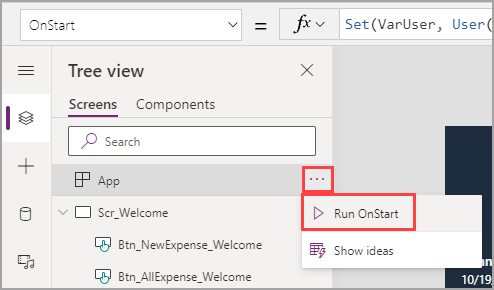 OnStart = fx Set(VarUser, User(
Tree view
Screens Components
Search
App ...
Run OnStart
Scr_Welcome
Btn_NewExpense_Welcome
Show ideas
Btn_AllExpense_Welcome
10/19